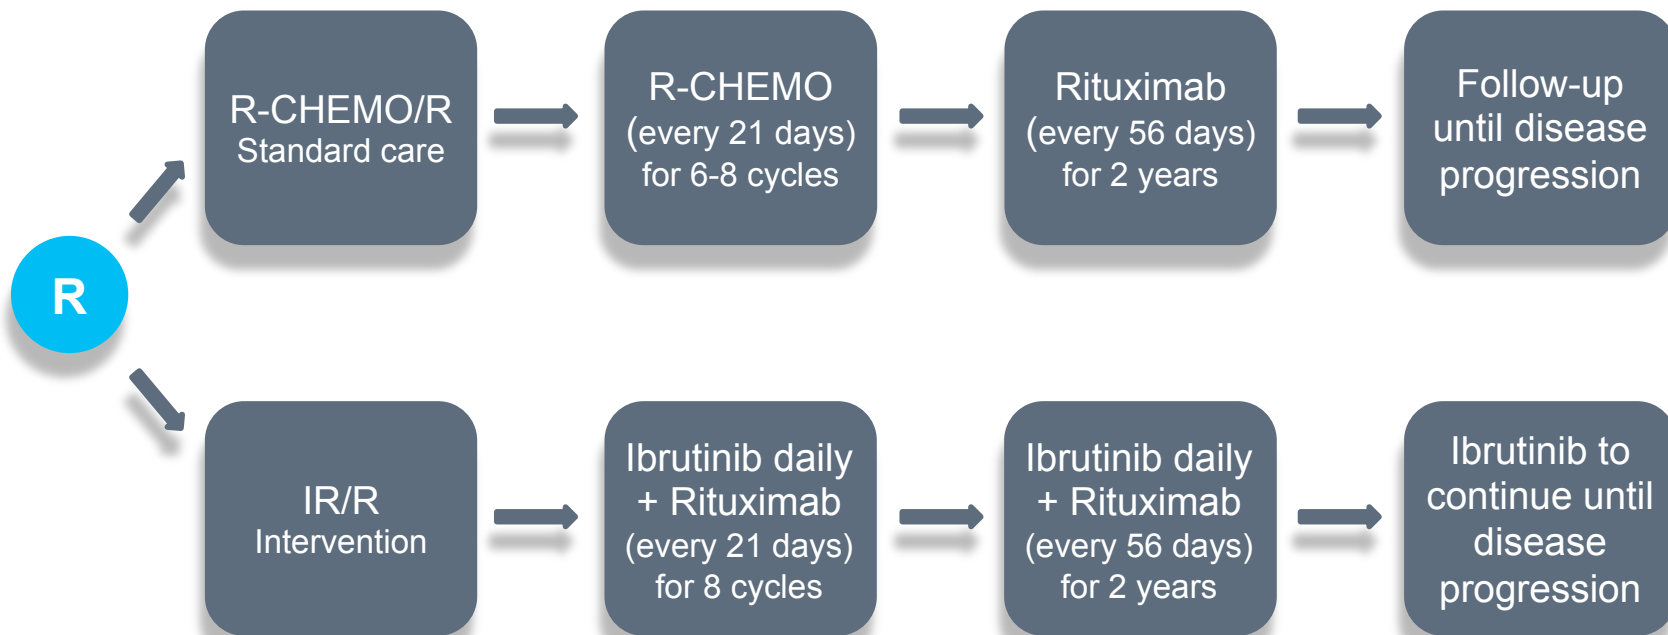 R
R-CHEMO/R
Standard care
R-CHEMO
(every 21 days)
for 6-8 cycles
Rituximab
(every 56 days)
for 2 years
Follow-up
until disease
progression
IR/R
Intervention
Ibrutinib daily
+ Rituximab
(every 21 days)
for 8 cycles
Ibrutinib daily
+ Rituximab
(every 56 days)
for 2 years
Ibrutinib to
continue until
disease
progression